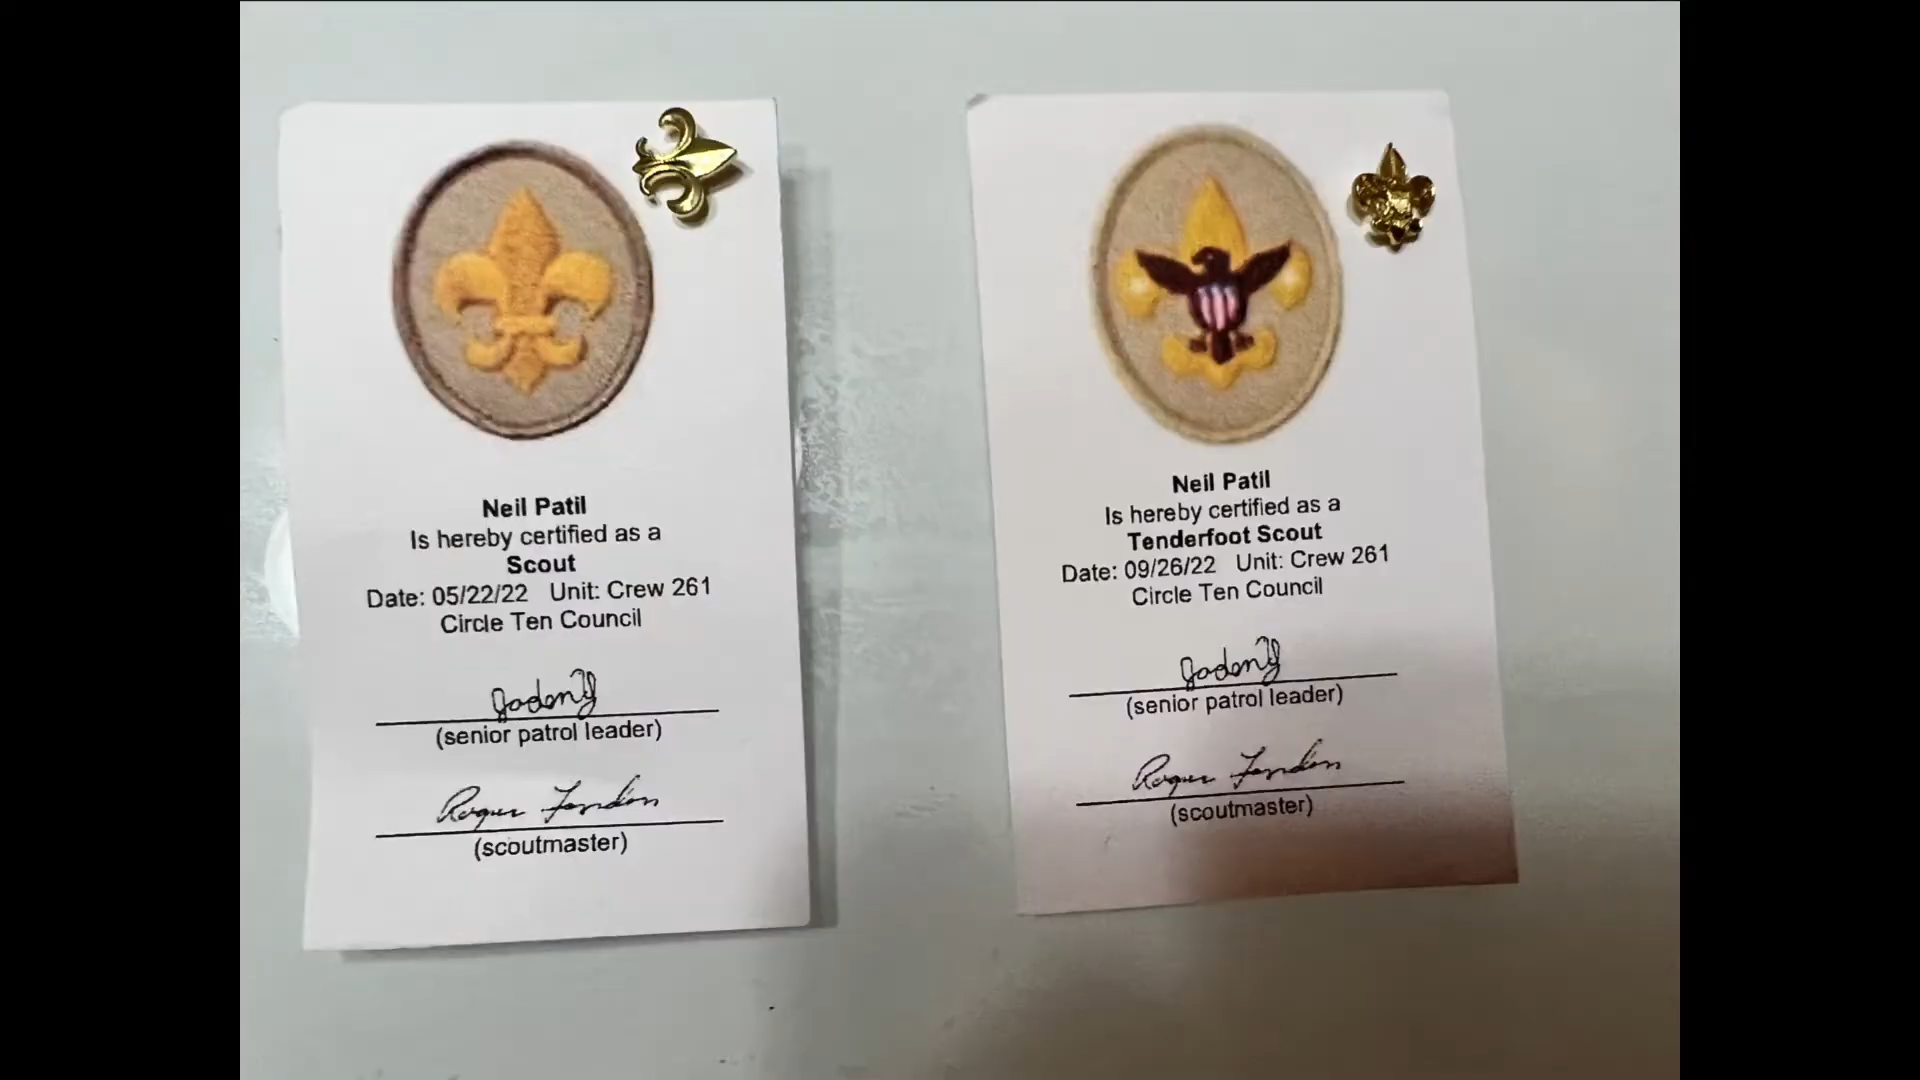 Neil Patil
Is hereby certified as a
Scout
Date: 05/22/22 Unit: Crew 261
Circle Ten Council
(senior patrol leader)
Roger
(scoutmaster)
Neil Patil
Is hereby certified as a
Tenderfoot Scout
Date: 09/26/22 Unit: Crew 261
Circle Ten Council
(senior patrol leader)
Roger
(scoutmaster)